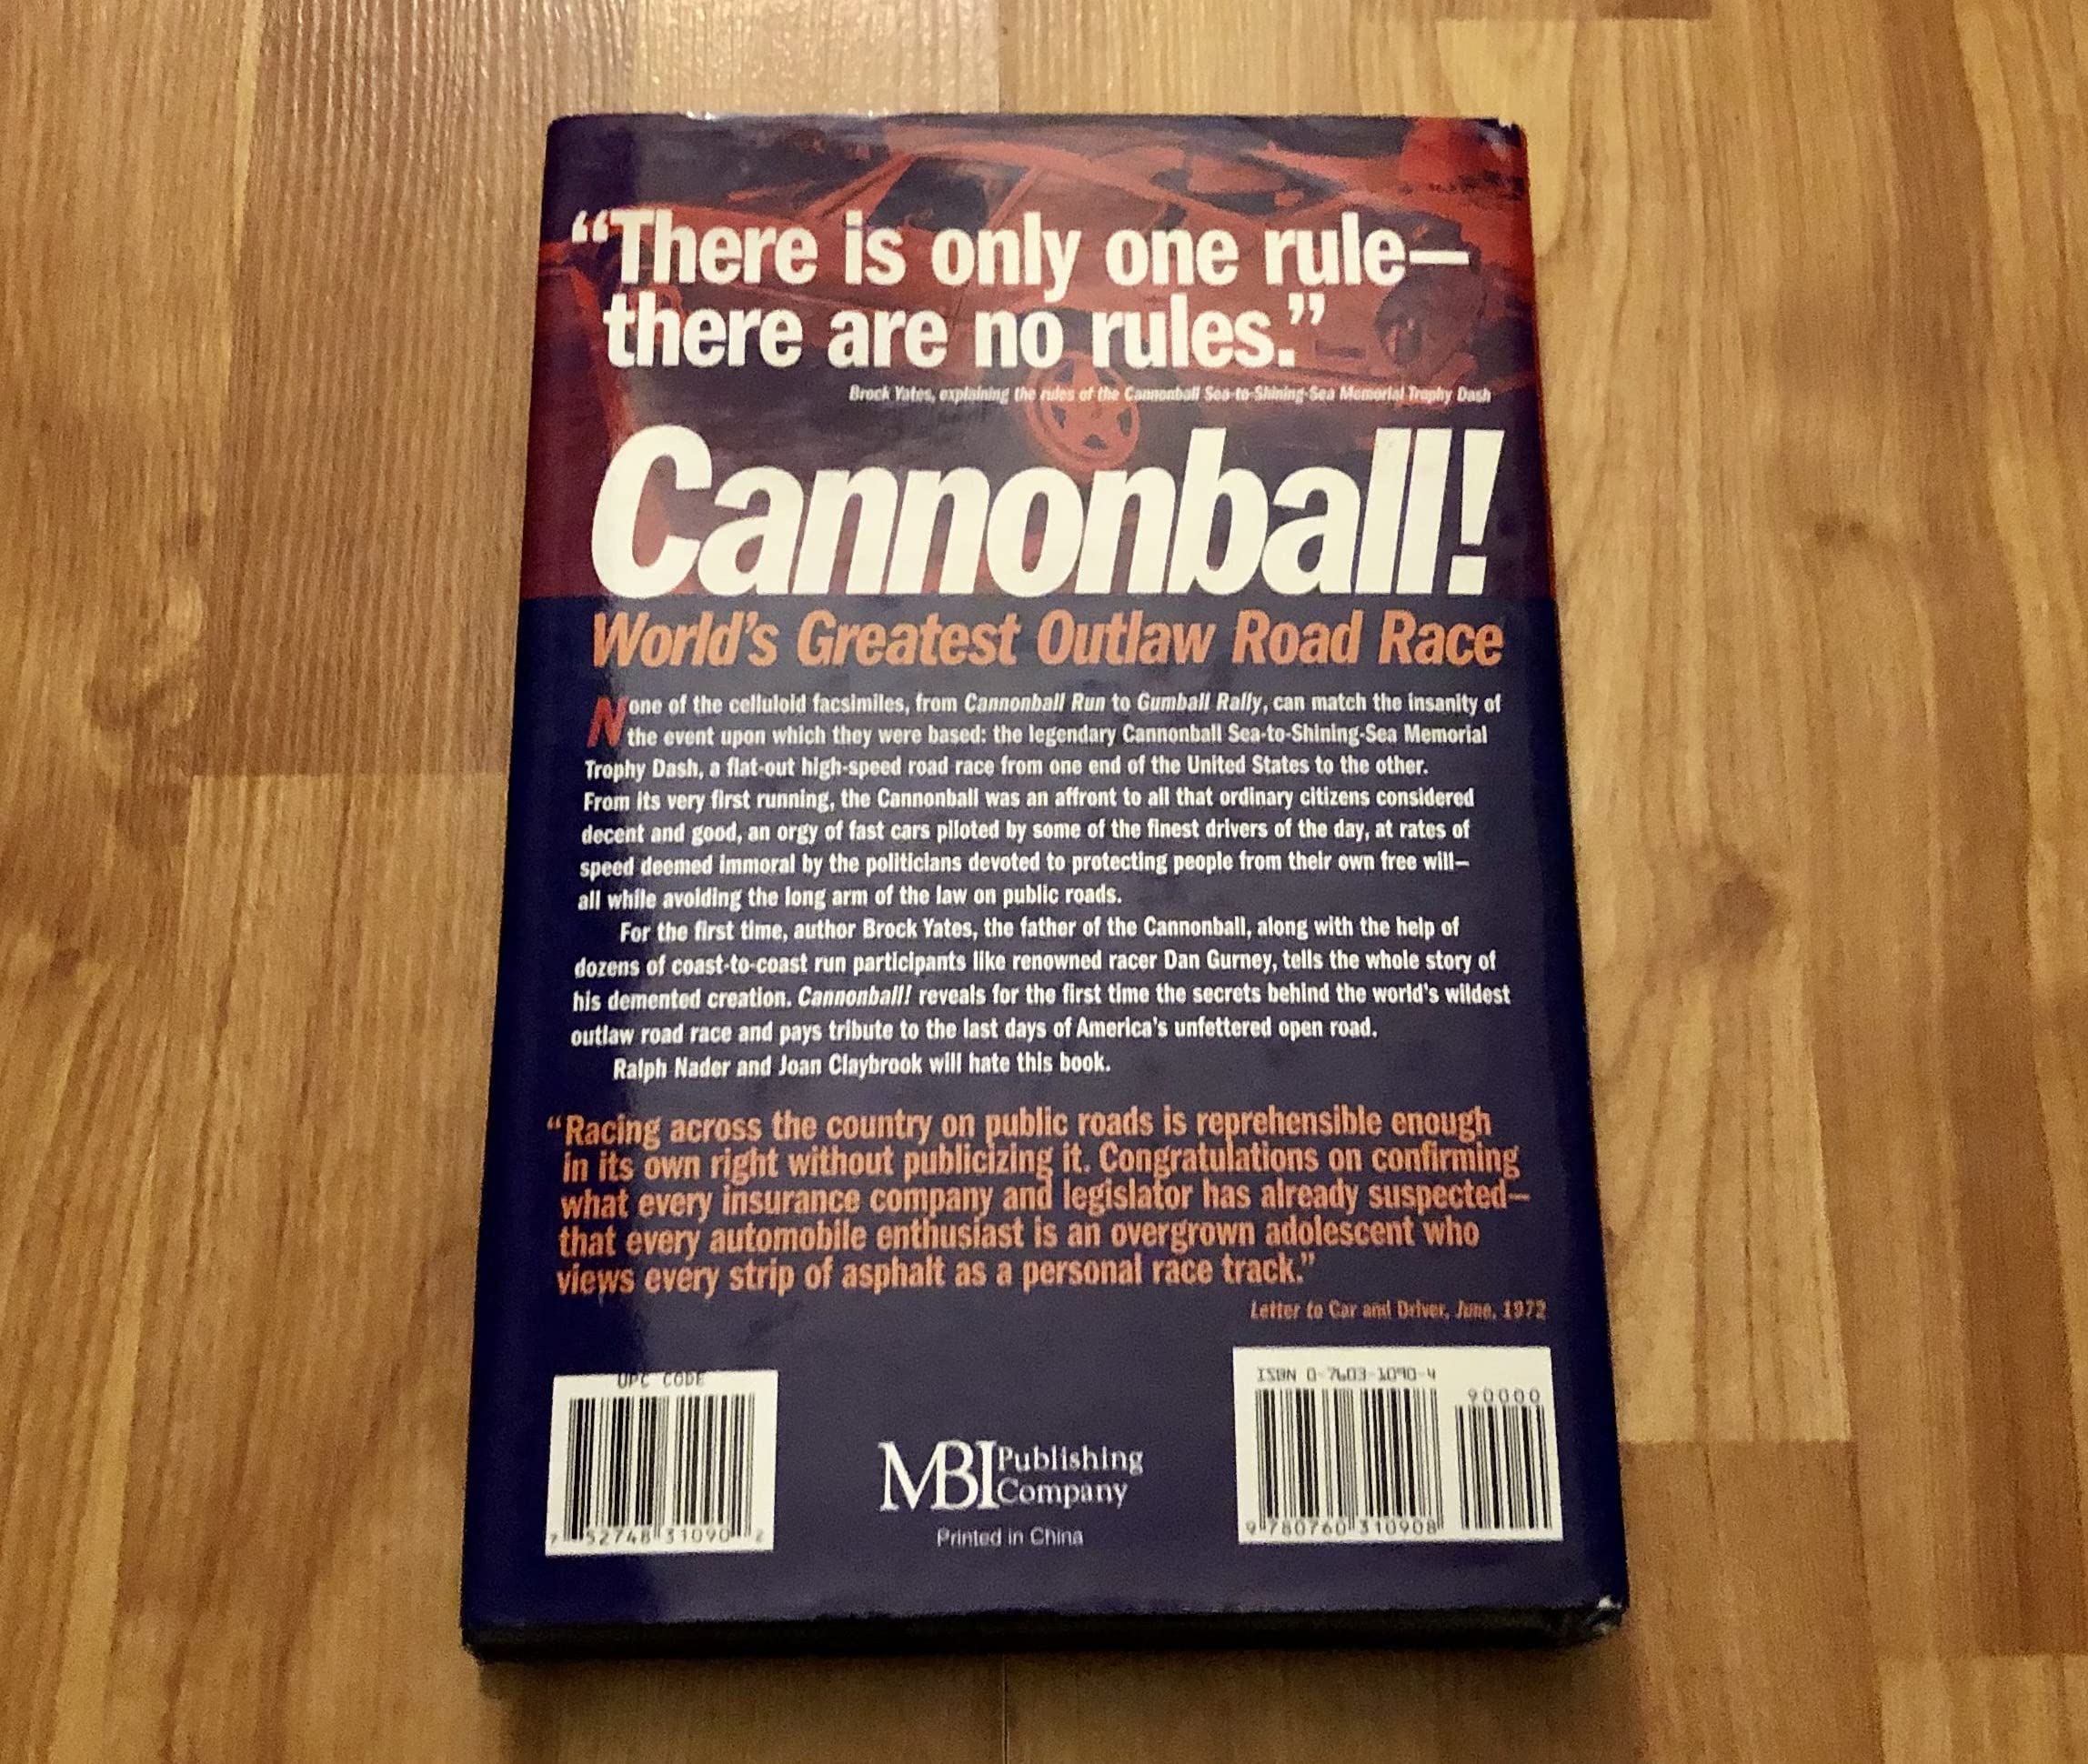 “There is only one rule—
there are no rules.”
Brock Yates, explaining the rules of the Cannonball Sea-to-Shining-Sea Memorial Trophy Dash
Cannonball!
World's Greatest Outlaw Road Race
None of the celluloid facsimiles, from Cannonball Run to Gumball Rally, can match the insanity of
the event upon which they were based: the legendary Cannonball Sea-to-Shining-Sea Memorial
Trophy Dash, a flat-out high-speed road race from one end of the United States to the other.
From its very first running, the Cannonball was an affront to all that ordinary citizens considered
decent and good, an orgy of fast cars piloted by some of the finest drivers of the day, at rates of
speed deemed immoral by the politicians devoted to protecting people from their own free will—
all while avoiding the long arm of the law on public roads.
For the first time, author Brock Yates, the father of the Cannonball, along with the help of
dozens of coast-to-coast run participants like renowned racer Dan Gurney, tells the whole story of
his demented creation. Cannonball! reveals for the first time the secrets behind the world's wildest
outlaw road race and pays tribute to the last days of America's unfettered open road.
Ralph Nader and Joan Claybrook will hate this book.
“Racing across the country on public roads is reprehensible enough
in its own right without publicizing it. Congratulations on confirming
what every insurance company and legislator has already suspected—
that every automobile enthusiast is an overgrown adolescent who
views every strip of asphalt as a personal race track.”
Letter to Car and Driver, June, 1972
UPC CODE
7 52748 31090 2
MBI Publishing
Company
Printed in China
ISBN 0-7603-1090-4
90000
9 780760 310908